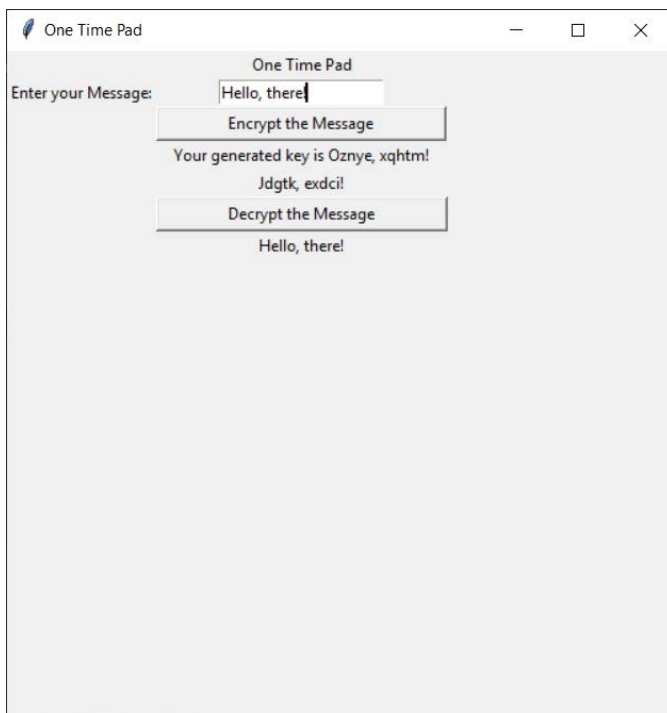 One Time Pad
One Time Pad
Enter your Message: Hello, there!
Encrypt the Message
Your generated key is Oznye, xqhtm!
Jdgtk, exdci!
Decrypt the Message
Hello, there!